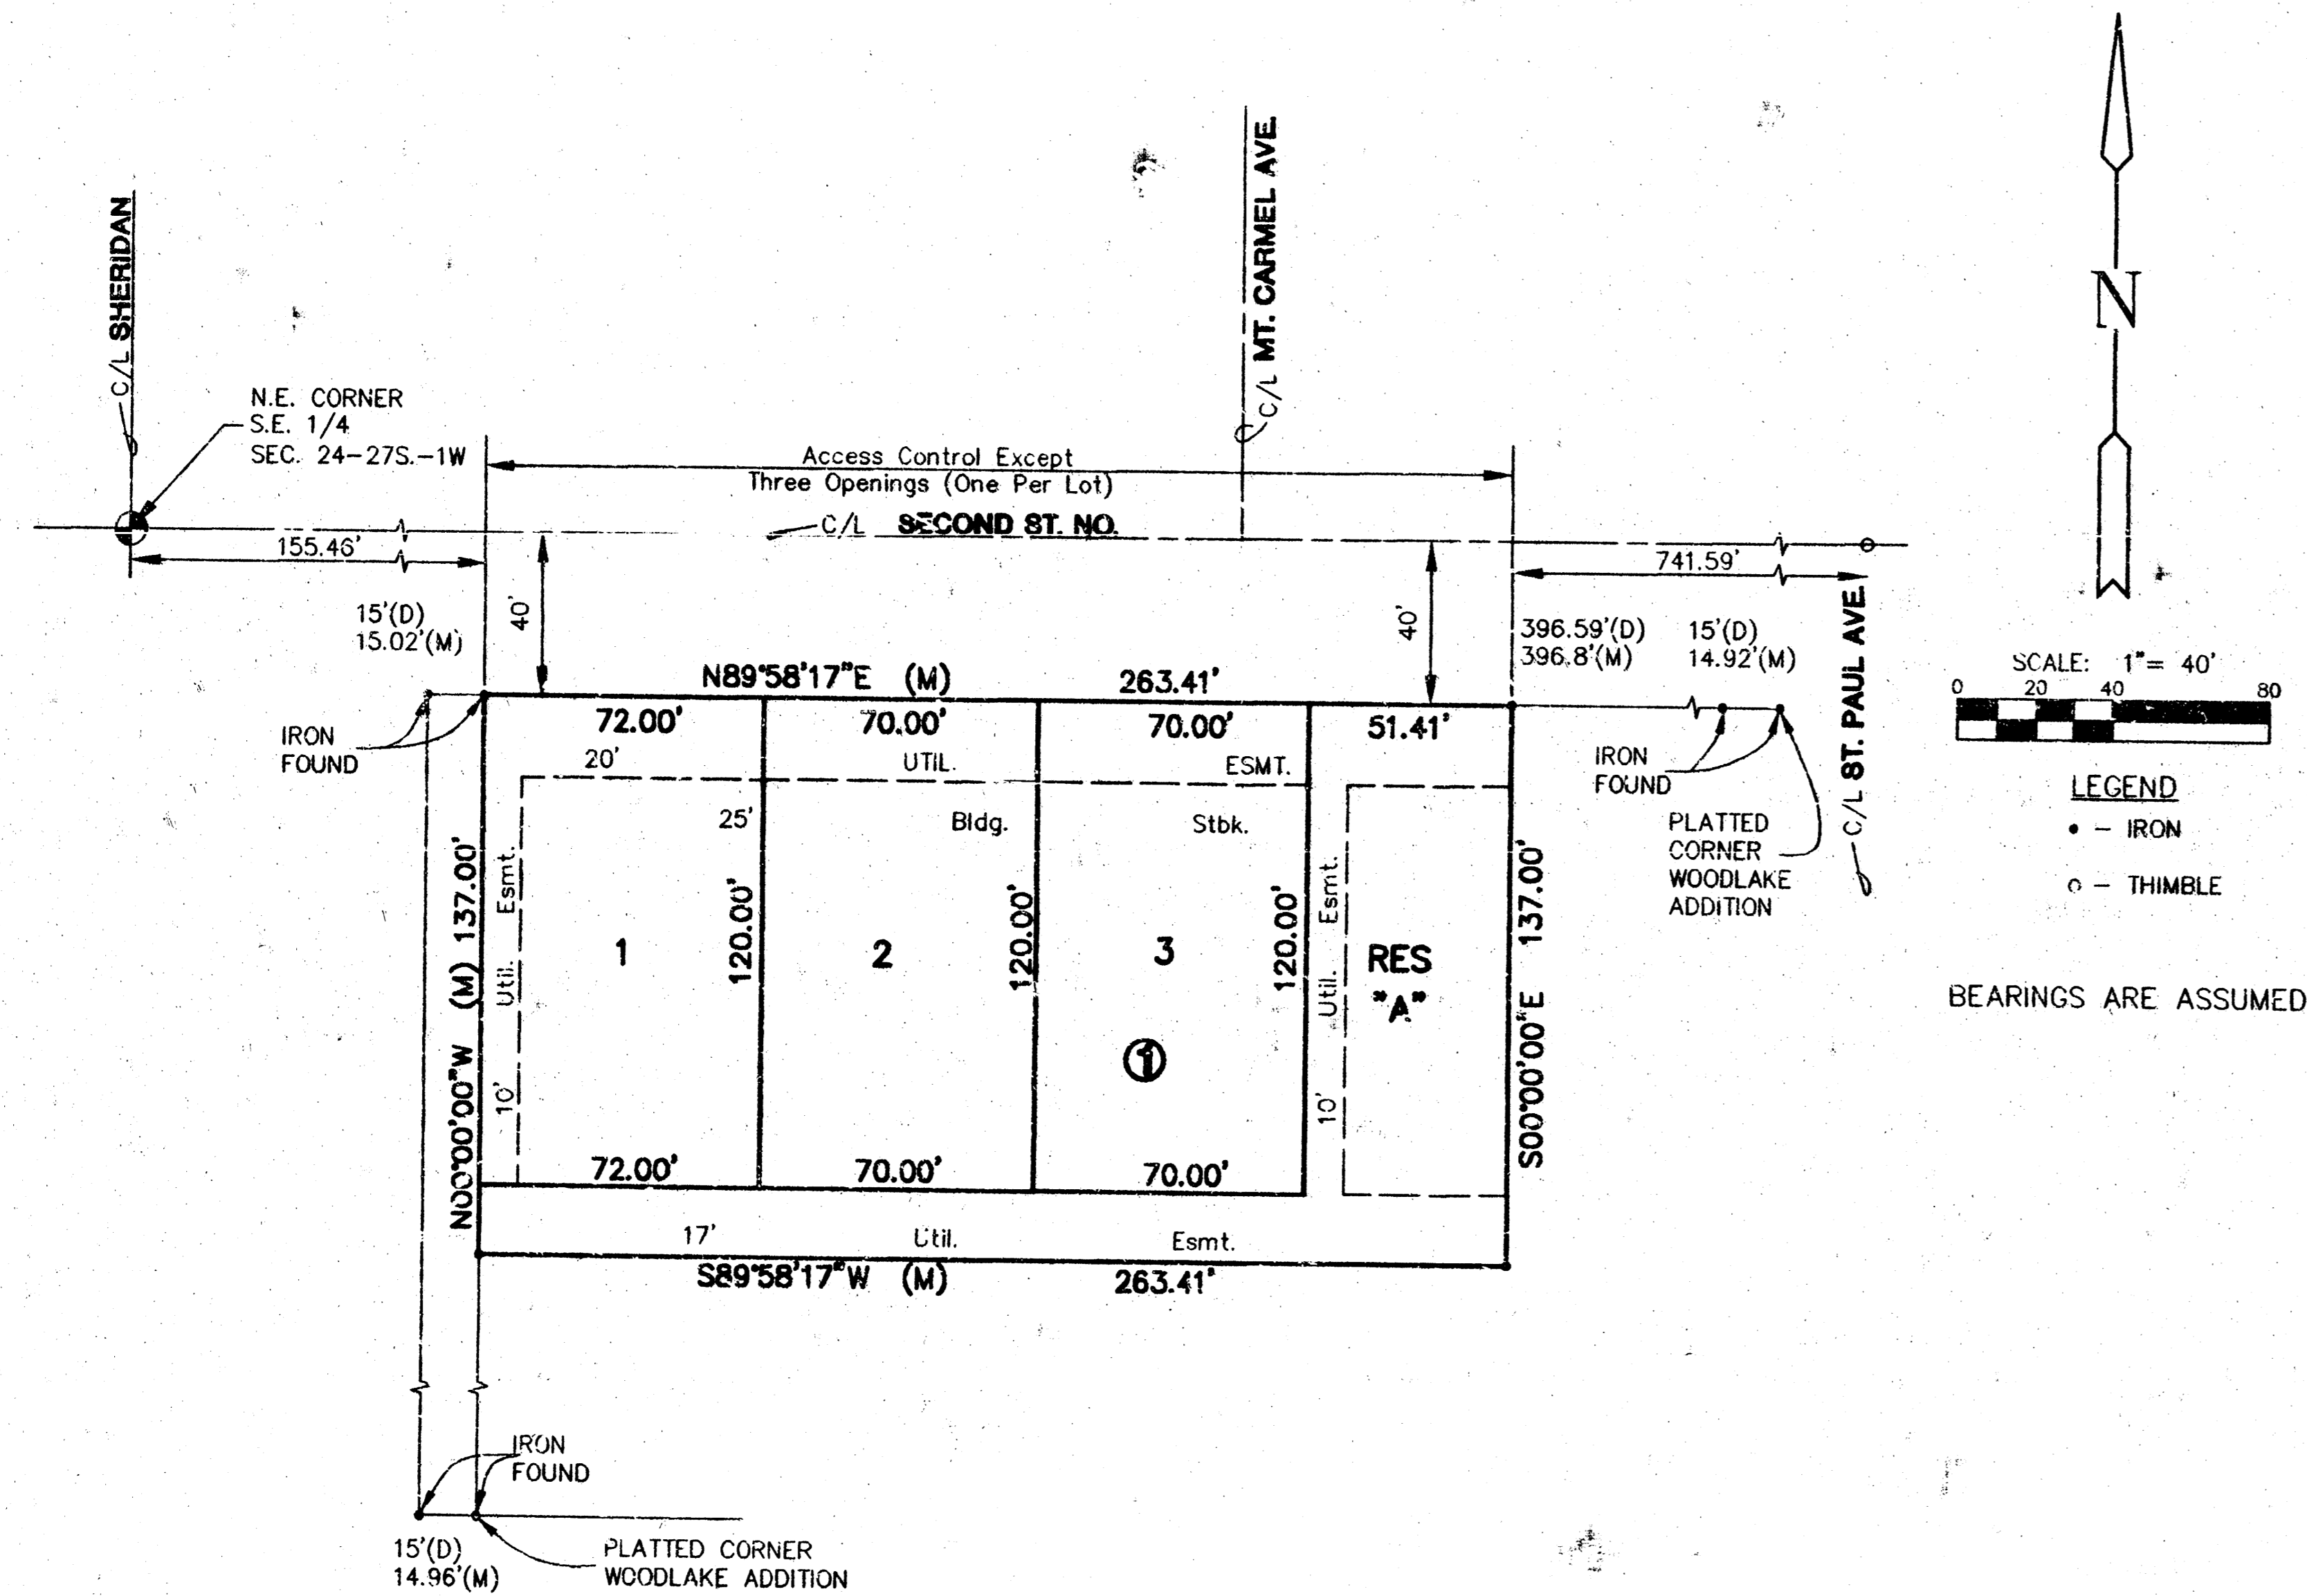 C/L SHERIDAN
C/L MT. CARMEL AVE.
N
N.E. CORNER
S.E. 1/4
SEC. 24-27S.-1W
Access Control Except
Three Openings (One Per Lot)
C/L SECOND ST. NO.
155.46'
741.59'
15'(D)
15.02'(M)
40'
40'
396.59'(D)
396.8'(M)
15'(D)
14.92'(M)
C/L ST. PAUL AVE.
SCALE: 1"= 40'
0 20 40 80
N89°58'17"E (M) 263.41'
IRON
FOUND
72.00' 70.00' 70.00' 51.41'
20' UTIL. ESMT.
25' Bldg. Stbk.
IRON
FOUND
PLATTED
CORNER
WOODLAKE
ADDITION
LEGEND
• – IRON
○ – THIMBLE
BEARINGS ARE ASSUMED
N00°00'00"W (M) 137.00'
10' Util. Esmt.
1
120.00'
2
120.00'
3
120.00'
10' Util. Esmt.
RES
"A"
1
S00°00'00"E 137.00'
72.00' 70.00' 70.00'
17' Util. Esmt.
S89°58'17"W (M) 263.41'
IRON
FOUND
15'(D)
14.96'(M)
PLATTED CORNER
WOODLAKE ADDITION